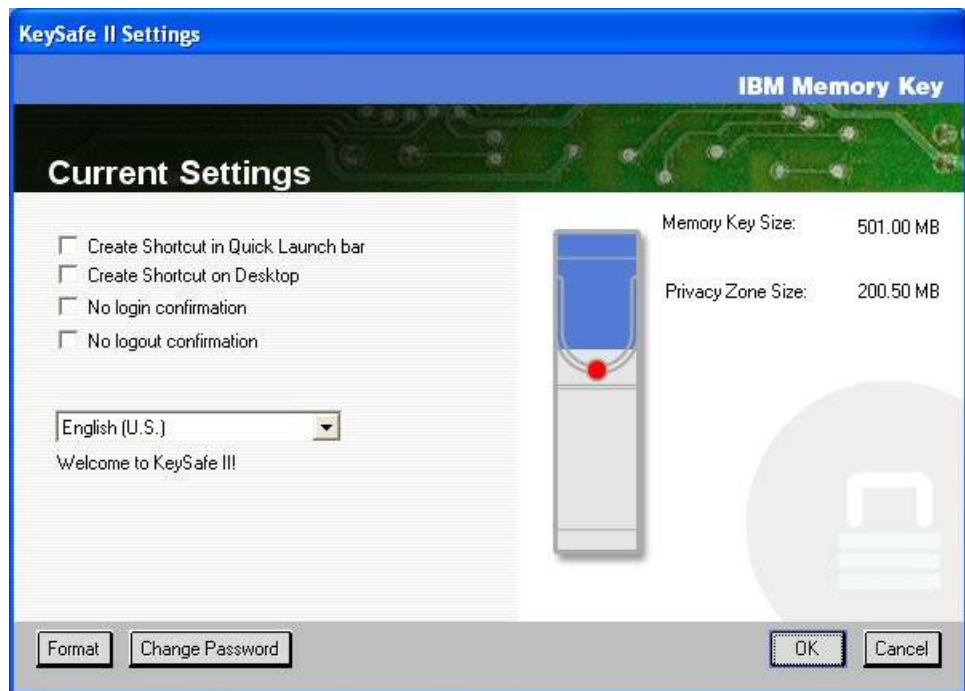 KeySafe II Settings
IBM Memory Key
Current Settings
Create Shortcut in Quick Launch bar
Create Shortcut on Desktop
No login confirmation
No logout confirmation
English (U.S.)
Welcome to KeySafe II!
Memory Key Size: 501.00 MB
Privacy Zone Size: 200.50 MB
Format Change Password OK Cancel